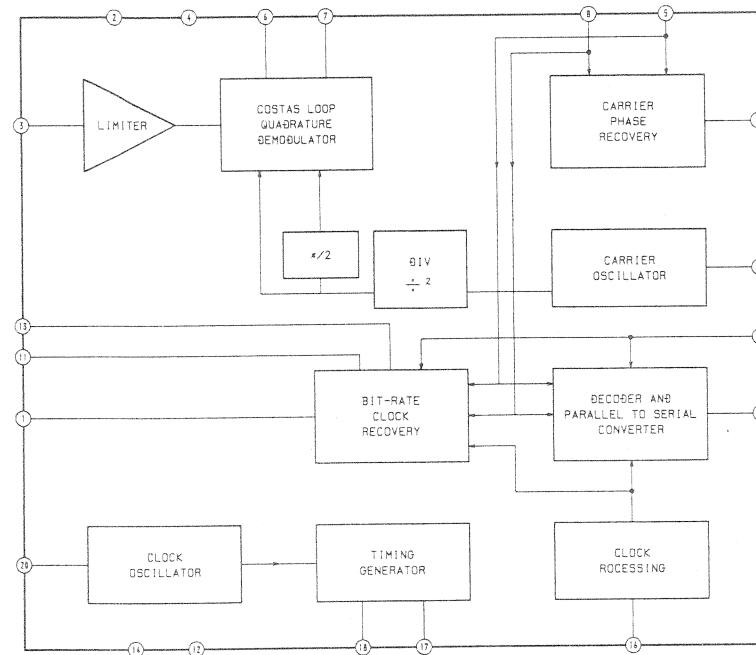 2
4
6
7
8
5
3
LIMITER
COSTAS LOOP
QUADRATURE
DEMODULATOR
CARRIER
PHASE
RECOVERY
π/2
DIV
÷ 2
CARRIER
OSCILLATOR
13
11
1
BIT-RATE
CLOCK
RECOVERY
DECODER AND
PARALLEL TO SERIAL
CONVERTER
20
CLOCK
OSCILLATOR
TIMING
GENERATOR
CLOCK
ROCESSING
14
12
18
17
16